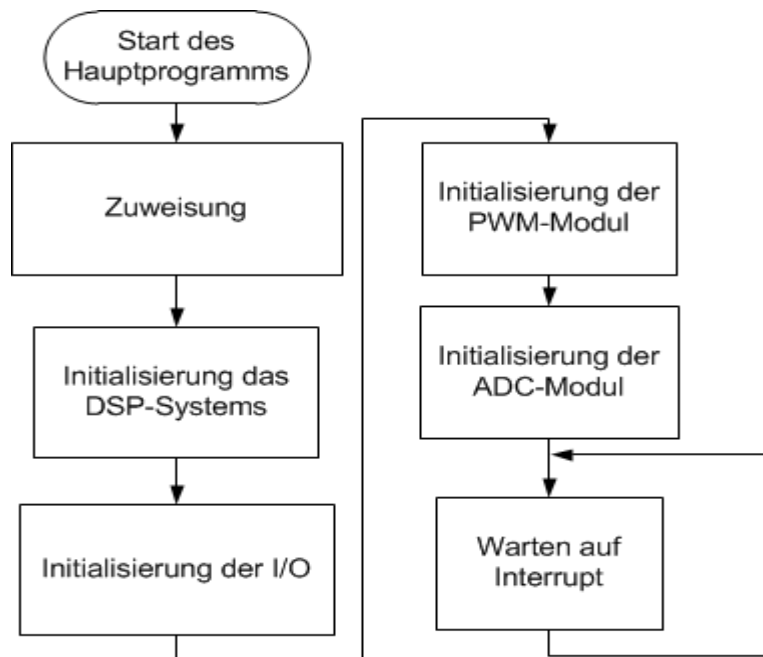 Start des
Hauptprogramms
Zuweisung
Initialisierung das
DSP-Systems
Initialisierung der I/O
Initialisierung der
PWM-Modul
Initialisierung der
ADC-Modul
Warten auf
Interrupt